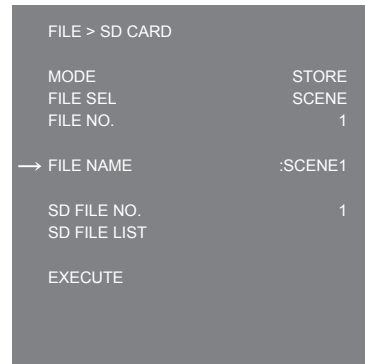 FILE > SD CARD
MODE STORE
FILE SEL SCENE
FILE NO. 1
→ FILE NAME :SCENE1
SD FILE NO. 1
SD FILE LIST
EXECUTE